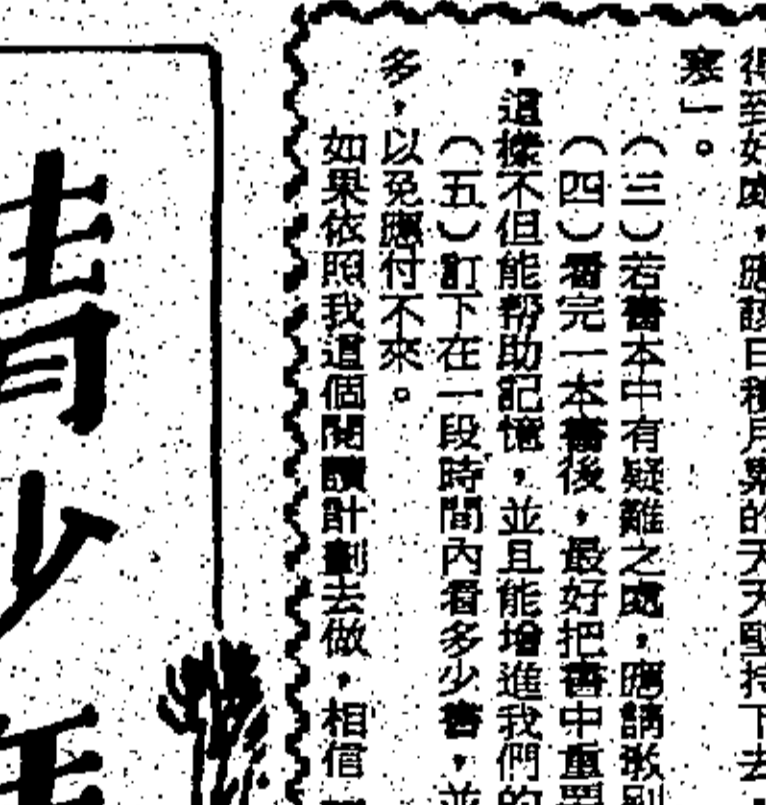 得到好處，應該日積月累的天天堅持下去
寒」。
（三）若書本中有疑難之處，應請教別
（四）看完一本書後，最好把書中重要
，這樣不但能帮助記憶，並且能增進我們的
（五）訂下在一段時間內看多少書，並
多，以免應付不來。
如果依照我這個閱讀計劃去做，相信
青少年